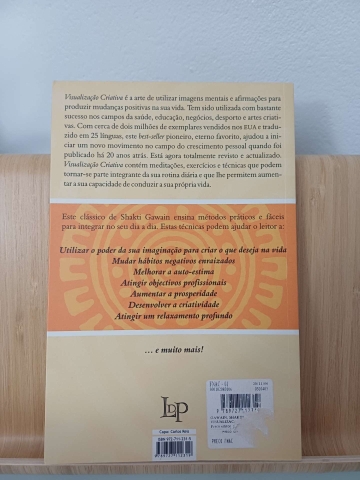 Visualização Criativa é a arte de utilizar imagens mentais e afirmações para
produzir mudanças positivas na sua vida. Tem sido utilizada com bastante
sucesso nos campos da saúde, educação, negócios, desporto e artes criati-
vas. Com cerca de dois milhões de exemplares vendidos nos EUA e tradu-
zido em 25 línguas, este best-seller pioneiro, eterno favorito, ajudou a ini-
ciar um novo movimento no campo do crescimento pessoal quando foi
publicado há 20 anos atrás. Está agora totalmente revisto e actualizado.
Visualização Criativa contém meditações, exercícios e técnicas que podem
tornar-se parte integrante da sua rotina diária e que lhe permitem aumen-
tar a sua capacidade de conduzir a sua própria vida.
Este clássico de Shakti Gawain ensina métodos práticos e fáceis
para integrar no seu dia a dia. Estas técnicas podem ajudar o leitor a:
Utilizar o poder da sua imaginação para criar o que deseja na vida
Mudar hábitos negativos enraizados
Melhorar a auto-estima
Atingir objectivos profissionais
Aumentar a prosperidade
Desenvolver a criatividade
Atingir um relaxamento profundo
... e muito mais!
LDP
Capa: Carlos Reis